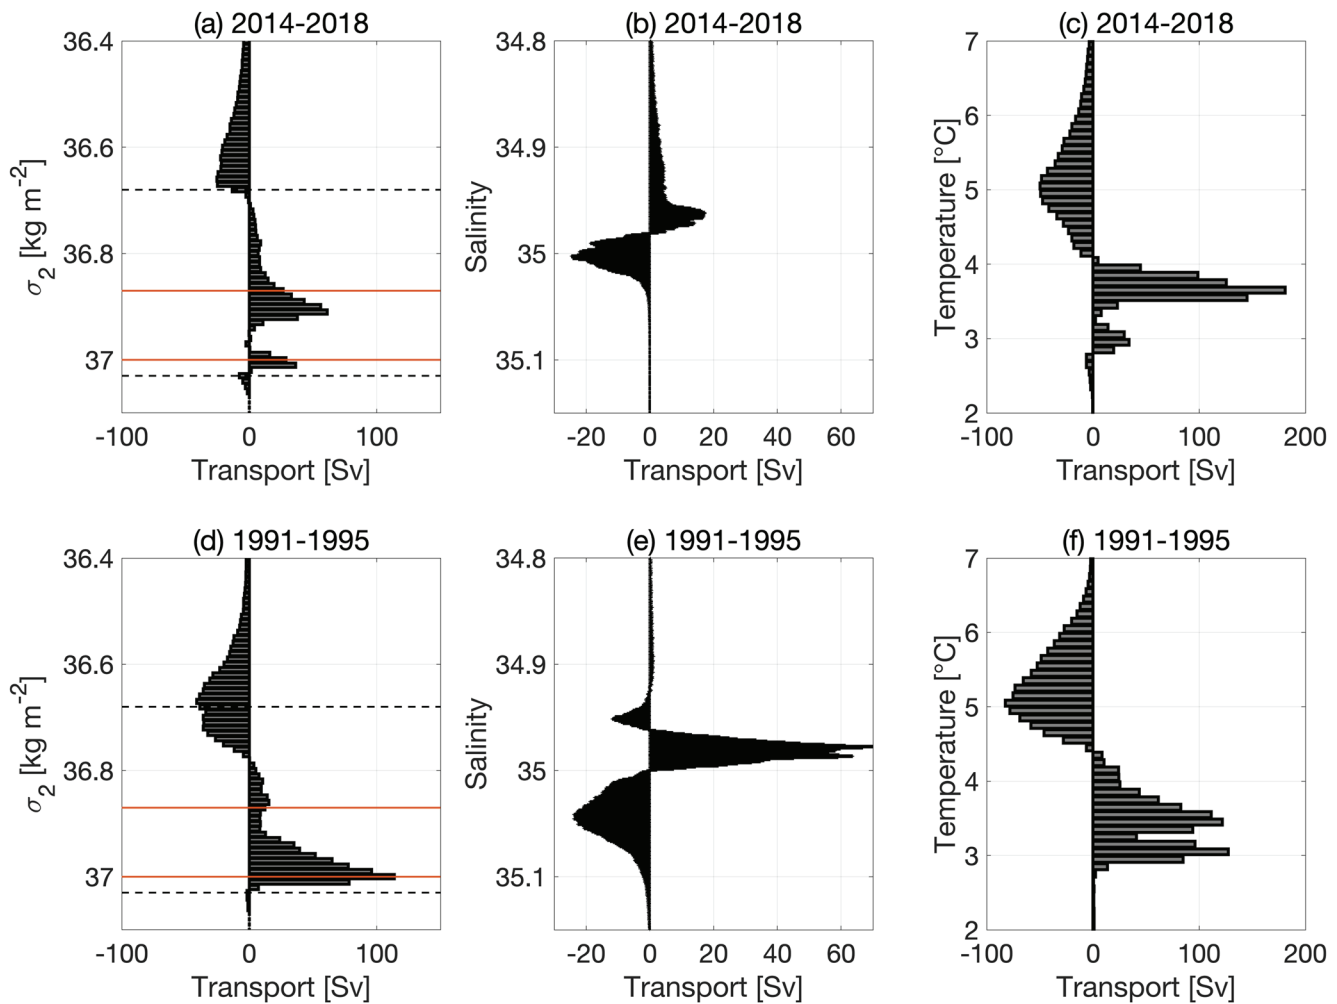 (a) 2014-2018
36.4
36.6
36.8
37
σ2 [kg m-2]
-100 0 100
Transport [Sv]
(b) 2014-2018
34.8
34.9
35
35.1
Salinity
-20 0 20 40 60
Transport [Sv]
(c) 2014-2018
7
6
5
4
3
2
Temperature [°C]
-100 0 100 200
Transport [Sv]
(d) 1991-1995
36.4
36.6
36.8
37
σ2 [kg m-2]
-100 0 100
Transport [Sv]
(e) 1991-1995
34.8
34.9
35
35.1
Salinity
-20 0 20 40 60
Transport [Sv]
(f) 1991-1995
7
6
5
4
3
2
Temperature [°C]
-100 0 100 200
Transport [Sv]